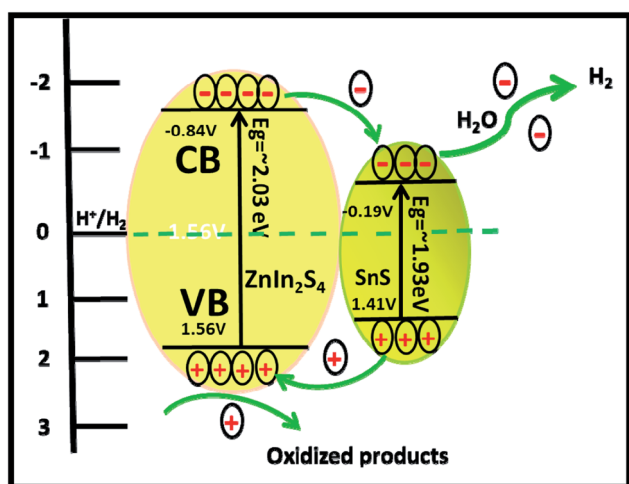 -2
-1
0
1
2
3
H⁺/H₂
-0.84V
CB
Eg=~2.03 eV
1.56V
VB
1.56V
ZnIn₂S₄
-0.19V
Eg=~1.93eV
SnS
1.41V
H₂O
H₂
Oxidized products